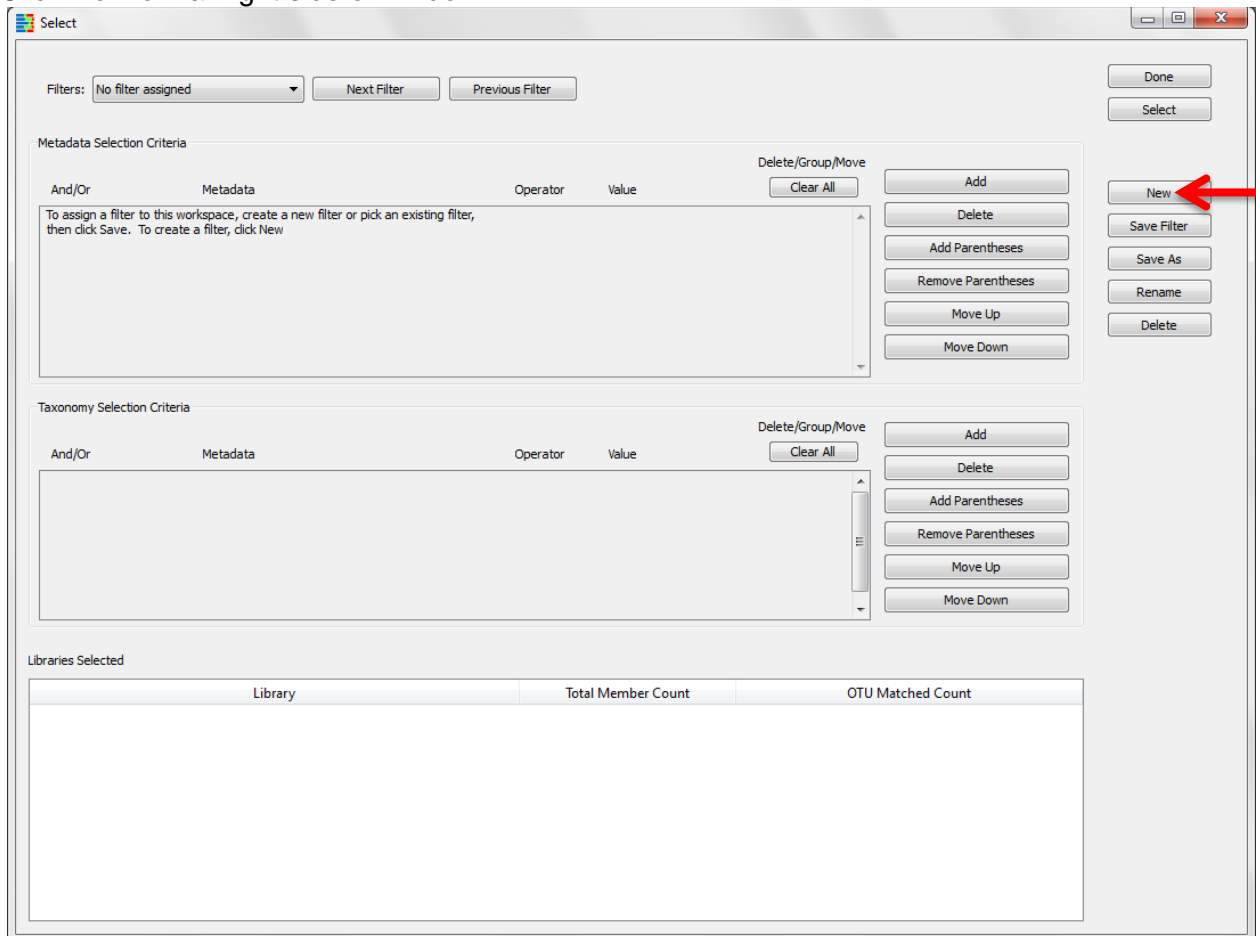 Select
Filters: No filter assigned Next Filter Previous Filter
Done
Select
Metadata Selection Criteria
Delete/Group/Move
And/Or Metadata Operator Value Clear All
To assign a filter to this workspace, create a new filter or pick an existing filter,
then click Save. To create a filter, click New
Add
Delete
Add Parentheses
Remove Parentheses
Move Up
Move Down
New
Save Filter
Save As
Rename
Delete
Taxonomy Selection Criteria
Delete/Group/Move
And/Or Metadata Operator Value Clear All
Add
Delete
Add Parentheses
Remove Parentheses
Move Up
Move Down
Libraries Selected
Library Total Member Count OTU Matched Count